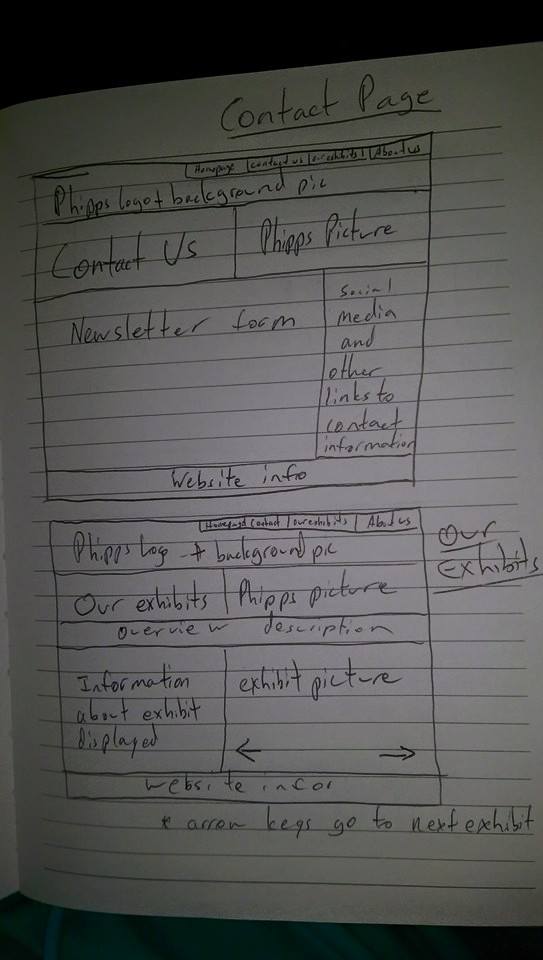 Contact Page
Homepage | contact us | our exhibits | About us
Phipps logo + background pic
Contact Us | Phipps Picture
Newsletter form
Social
media
and
other
links to
contact
information
Website info
Homepage | Contact | our exhibits | About us
Phipps logo + background pic
Our
Exhibits
Our exhibits | Phipps picture
overview description
Information
about exhibit
displayed
exhibit picture
website infor
* arrow keys go to next exhibit